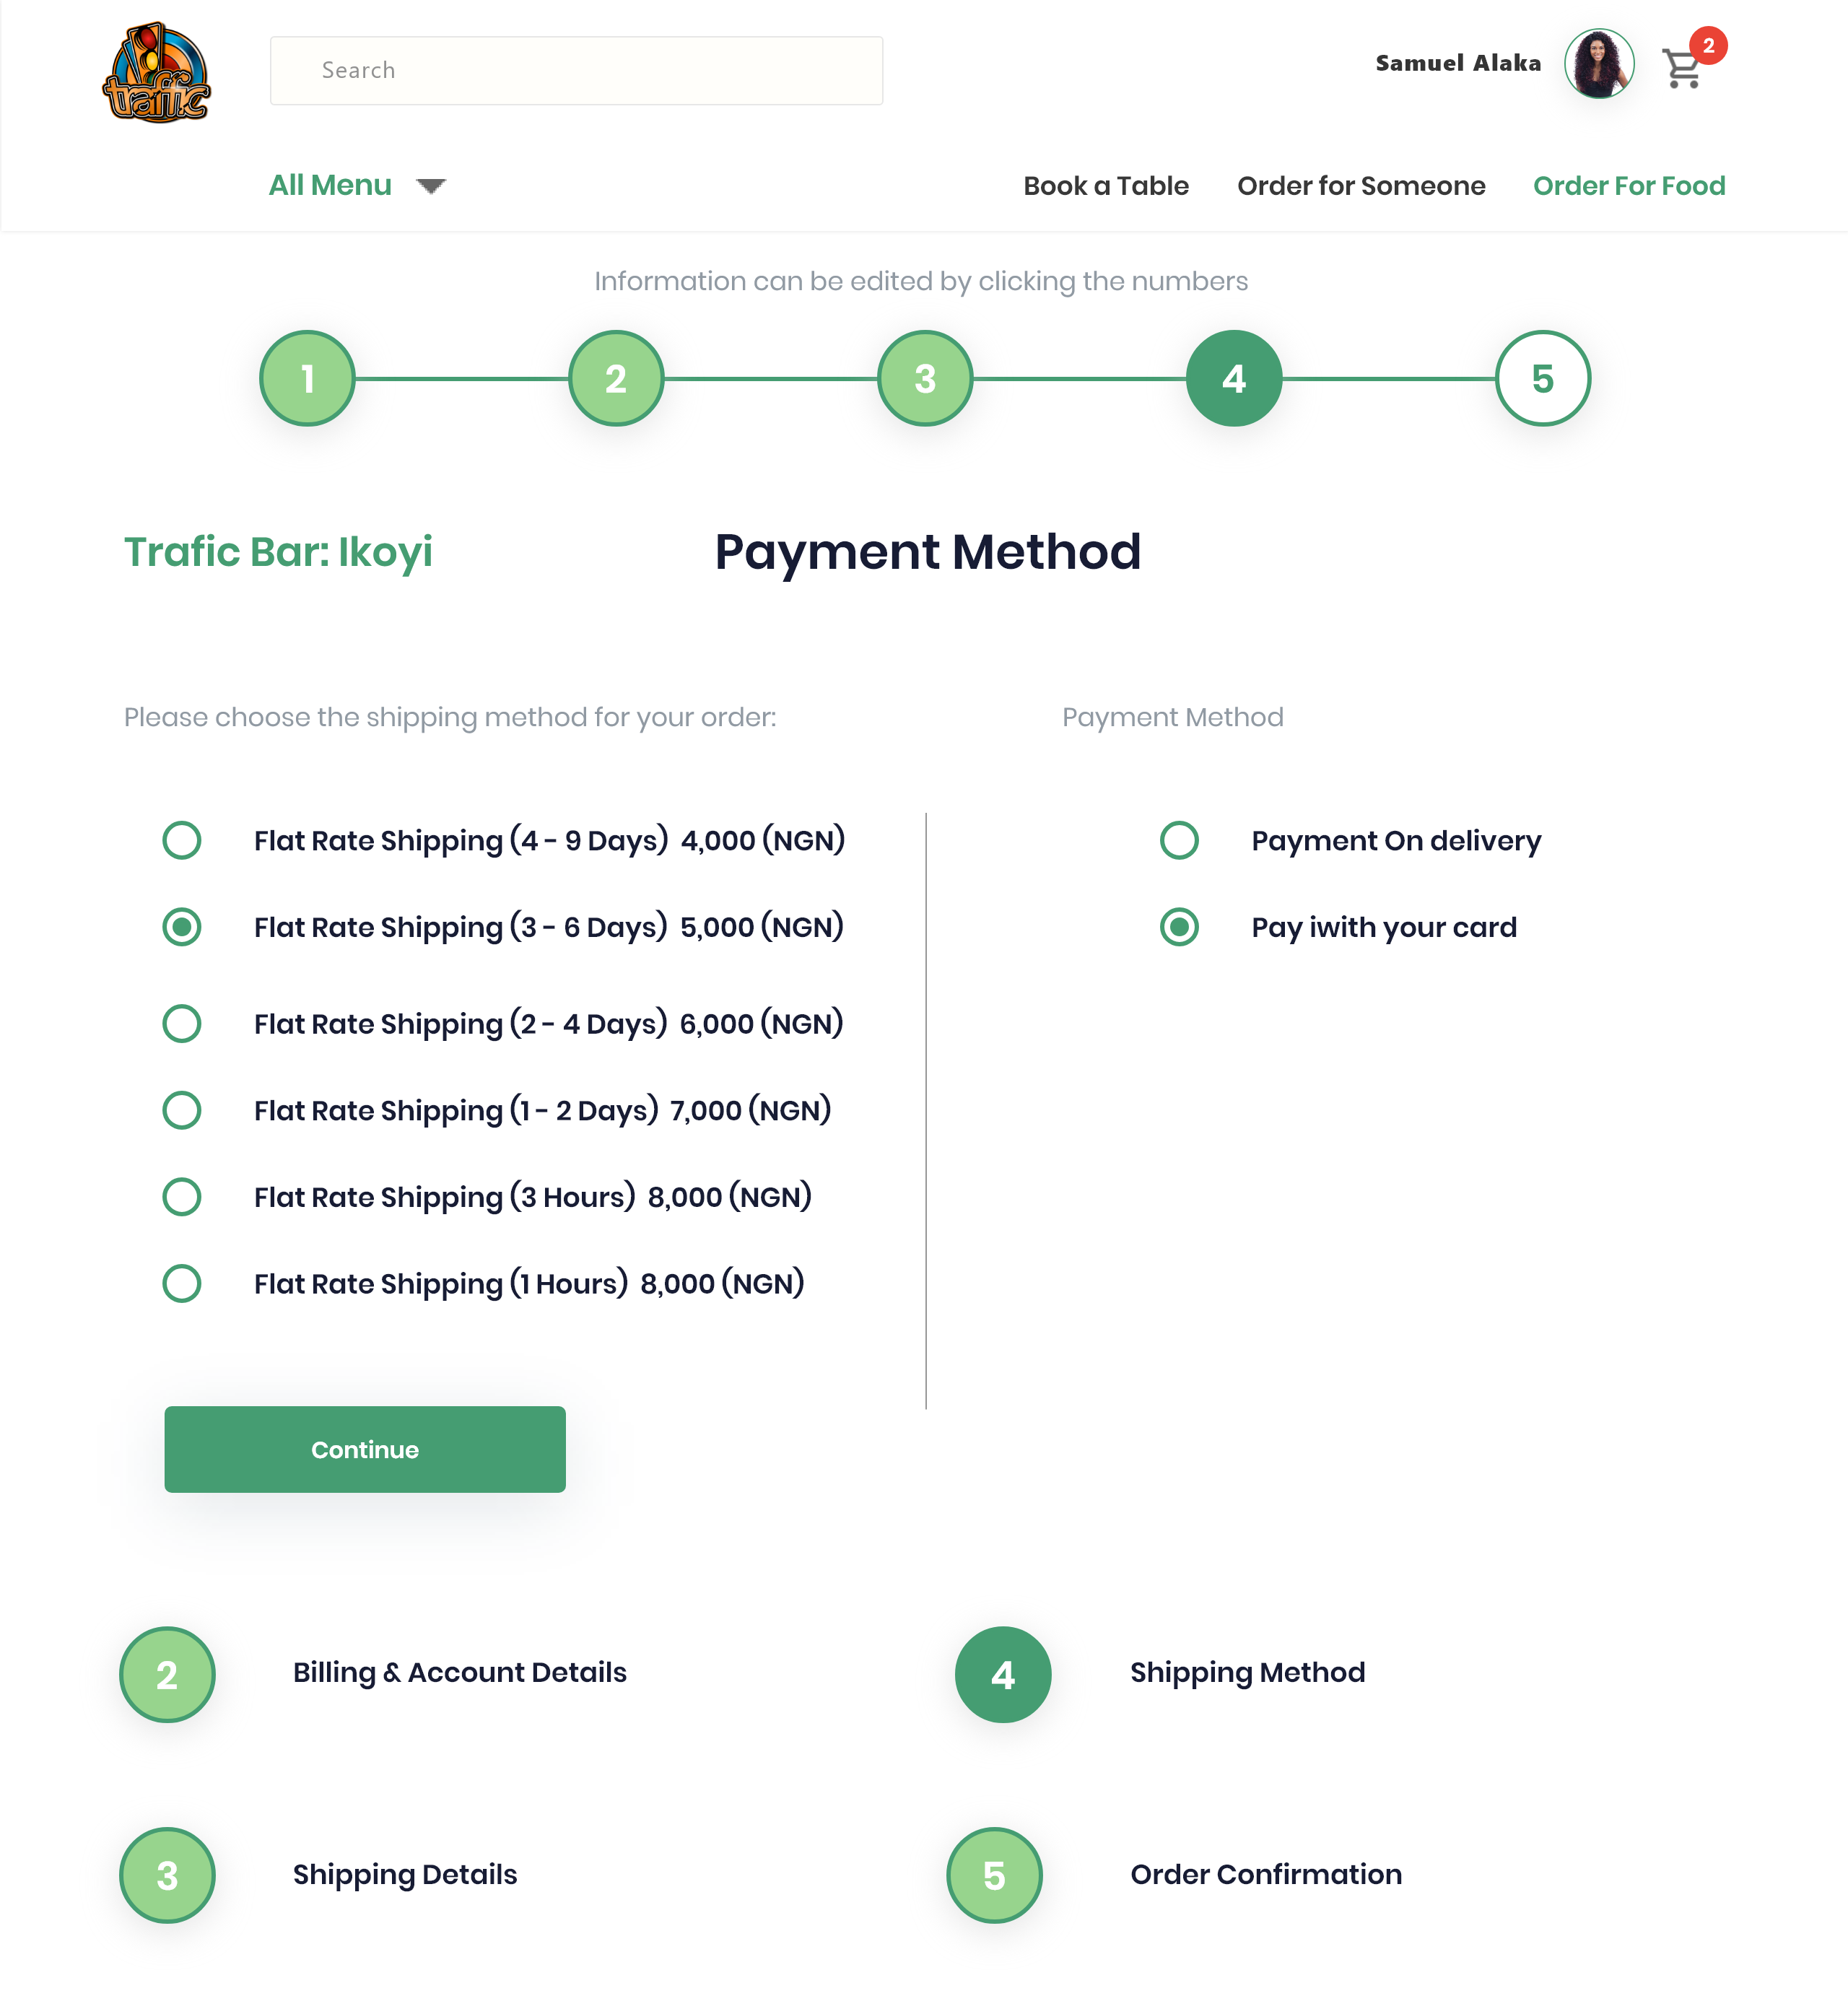 traffic
Search
Samuel Alaka
2
All Menu
Book a Table
Order for Someone
Order For Food
Information can be edited by clicking the numbers
1
2
3
4
5
Trafic Bar: Ikoyi
Payment Method
Please choose the shipping method for your order:
Flat Rate Shipping (4 - 9 Days) 4,000 (NGN)
Flat Rate Shipping (3 - 6 Days) 5,000 (NGN)
Flat Rate Shipping (2 - 4 Days) 6,000 (NGN)
Flat Rate Shipping (1 - 2 Days) 7,000 (NGN)
Flat Rate Shipping (3 Hours) 8,000 (NGN)
Flat Rate Shipping (1 Hours) 8,000 (NGN)
Payment Method
Payment On delivery
Pay iwith your card
Continue
2
Billing & Account Details
4
Shipping Method
3
Shipping Details
5
Order Confirmation